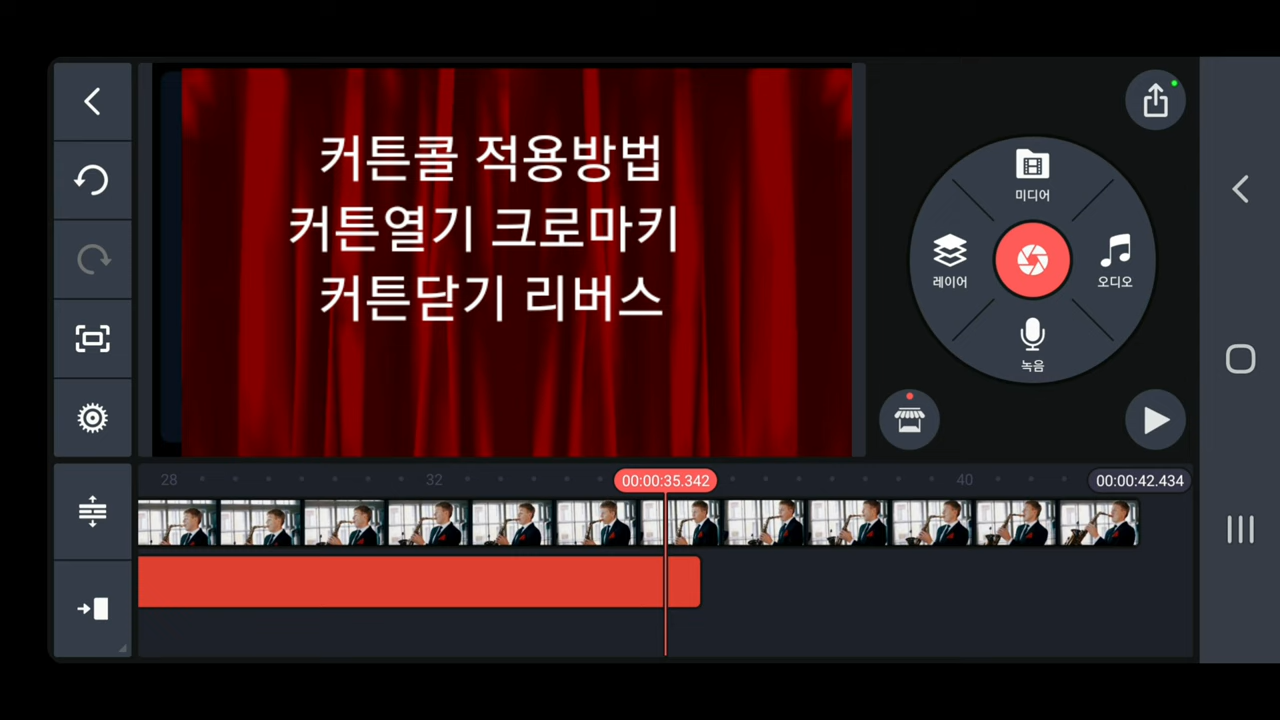 커튼콜 적용방법
커튼열기 크로마키
커튼닫기 리버스
미디어
레이어
오디오
녹음
28
32
00:00:35.342
40
00:00:42.434